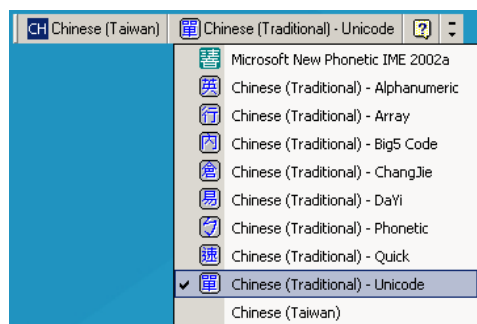 CH Chinese (Taiwan) 單 Chinese (Traditional) - Unicode ?
Microsoft New Phonetic IME 2002a
英 Chinese (Traditional) - Alphanumeric
行 Chinese (Traditional) - Array
內 Chinese (Traditional) - Big5 Code
倉 Chinese (Traditional) - ChangJie
易 Chinese (Traditional) - DaYi
ㄅ Chinese (Traditional) - Phonetic
速 Chinese (Traditional) - Quick
✔ 單 Chinese (Traditional) - Unicode
Chinese (Taiwan)